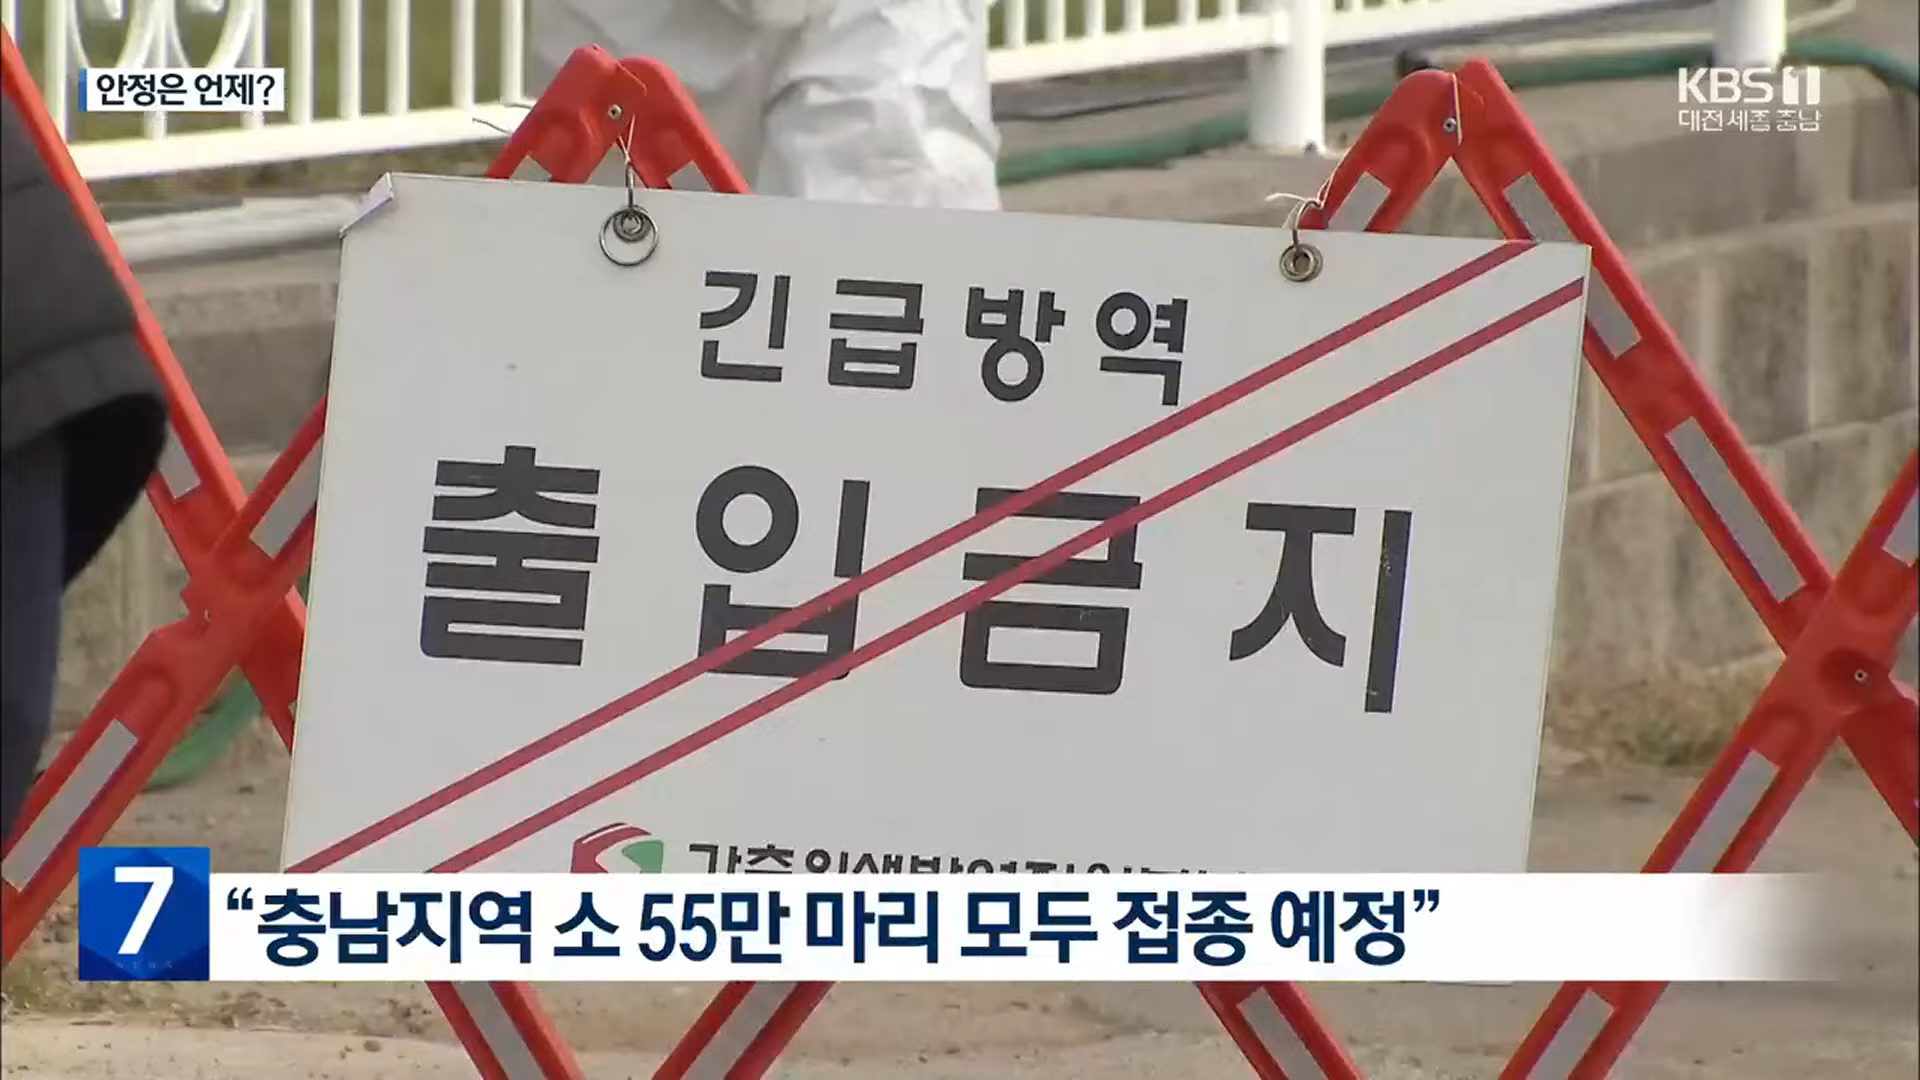 안정은 언제?
KBS 1
대전 세종 충남
긴급방역
출입금지
7
NEWS
“충남지역 소 55만 마리 모두 접종 예정”